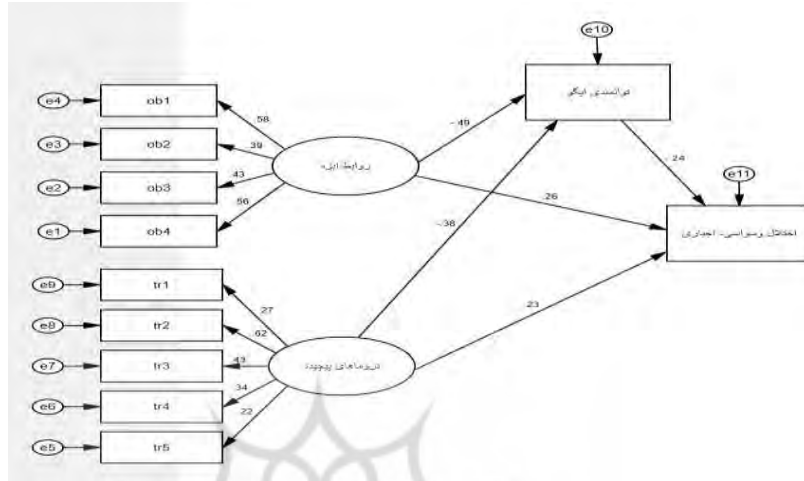 e10
توانمندی ایگو
e4
ob1
.58
e3
ob2
.39
روابط ابژه
-.49
e2
ob3
.43
.26
-.24
e11
e1
ob4
.56
اختلال وسواسی- اجباری
-.38
e9
tr1
.27
e8
tr2
.62
e7
tr3
.43
تروماهای پیچیده
.23
e6
tr4
.34
e5
tr5
.22